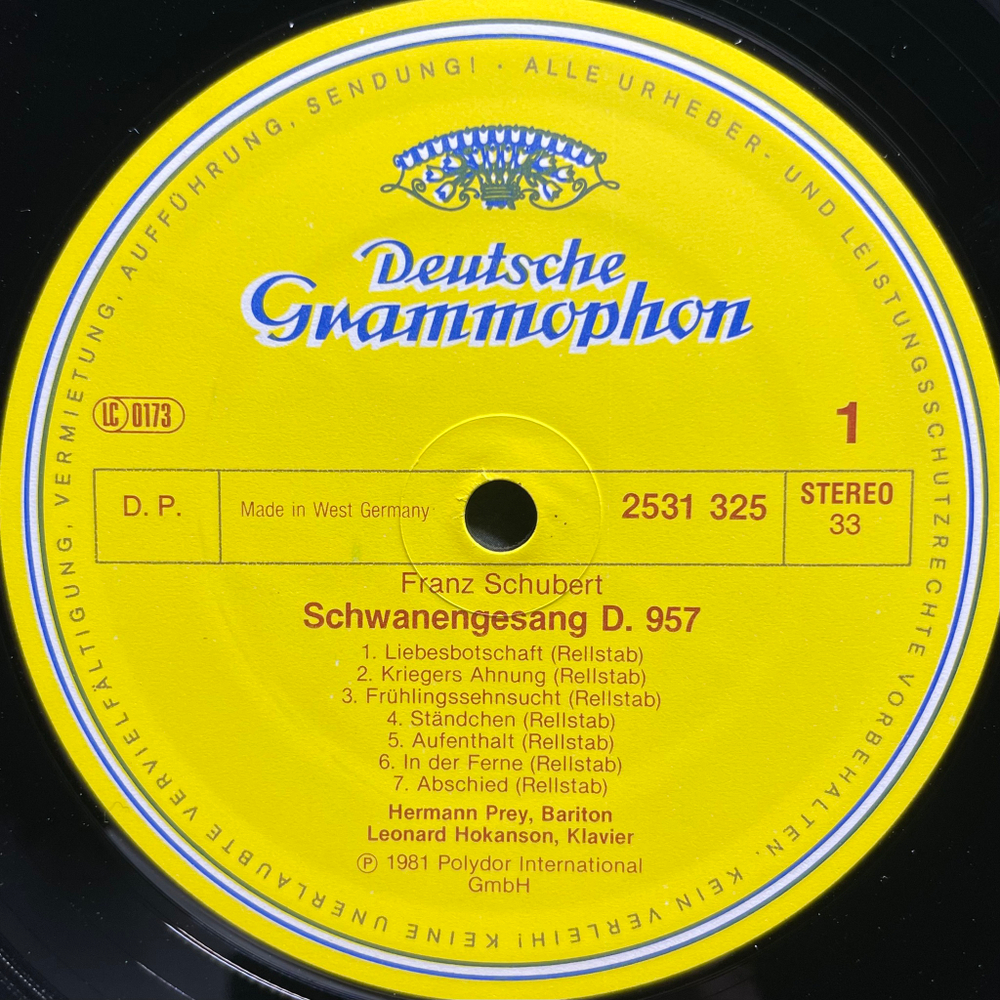 ALLE URHEBER- UND LEISTUNGSSCHUTZRECHTE VORBEHALTEN. KEIN VERLEIH! KEINE UNERLAUBTE VERVIELFÄLTIGUNG, VERMIETUNG, AUFFÜHRUNG, SENDUNG! ·
Deutsche
Grammophon
LC 0173
1
D. P.
Made in West Germany
2531 325
STEREO
33
Franz Schubert
Schwanengesang D. 957
1. Liebesbotschaft (Rellstab)
2. Kriegers Ahnung (Rellstab)
3. Frühlingssehnsucht (Rellstab)
4. Ständchen (Rellstab)
5. Aufenthalt (Rellstab)
6. In der Ferne (Rellstab)
7. Abschied (Rellstab)
Hermann Prey, Bariton
Leonard Hokanson, Klavier
℗ 1981 Polydor International
GmbH